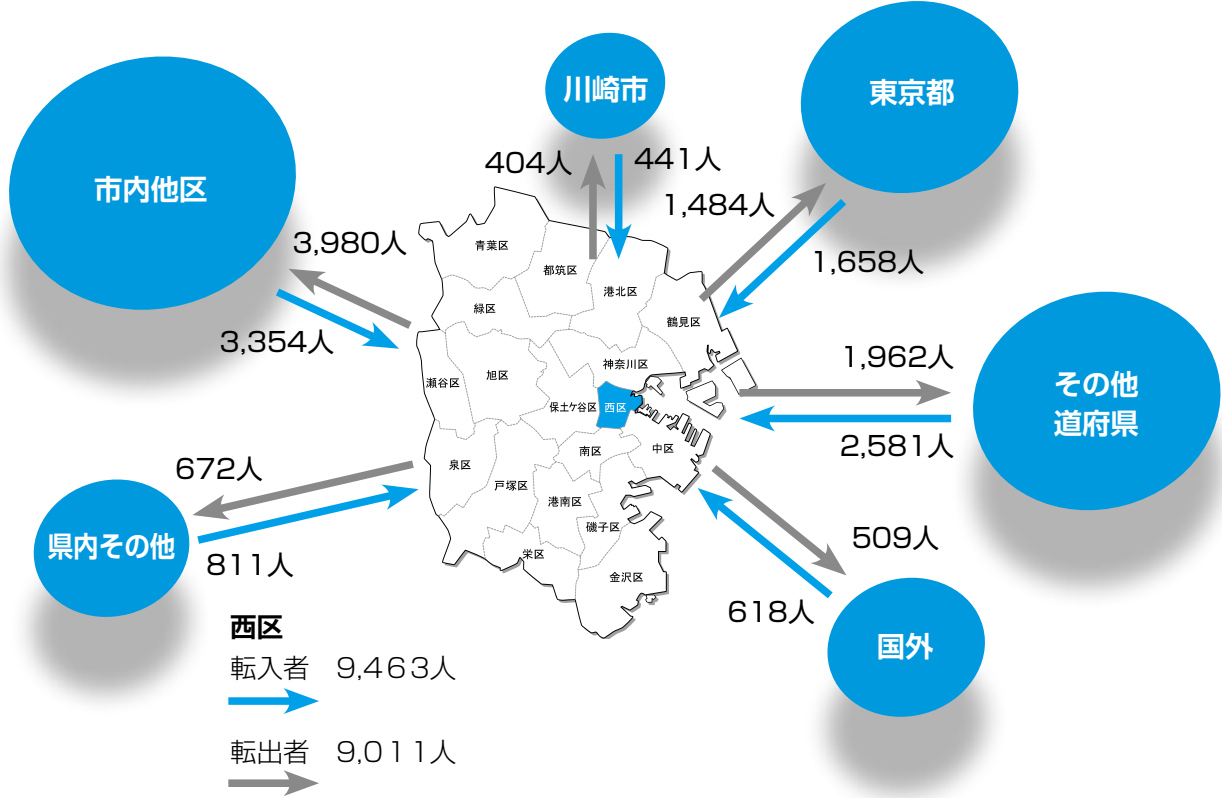 川崎市
東京都
市内他区
404人
441人
1,484人
3,980人
1,658人
3,354人
青葉区
都筑区
港北区
緑区
鶴見区
神奈川区
瀬谷区
旭区
保土ケ谷区
西区
1,962人
その他
道府県
2,581人
南区
中区
泉区
戸塚区
港南区
磯子区
栄区
金沢区
672人
県内その他
811人
509人
618人
国外
西区
転入者 9,463人
転出者 9,011人